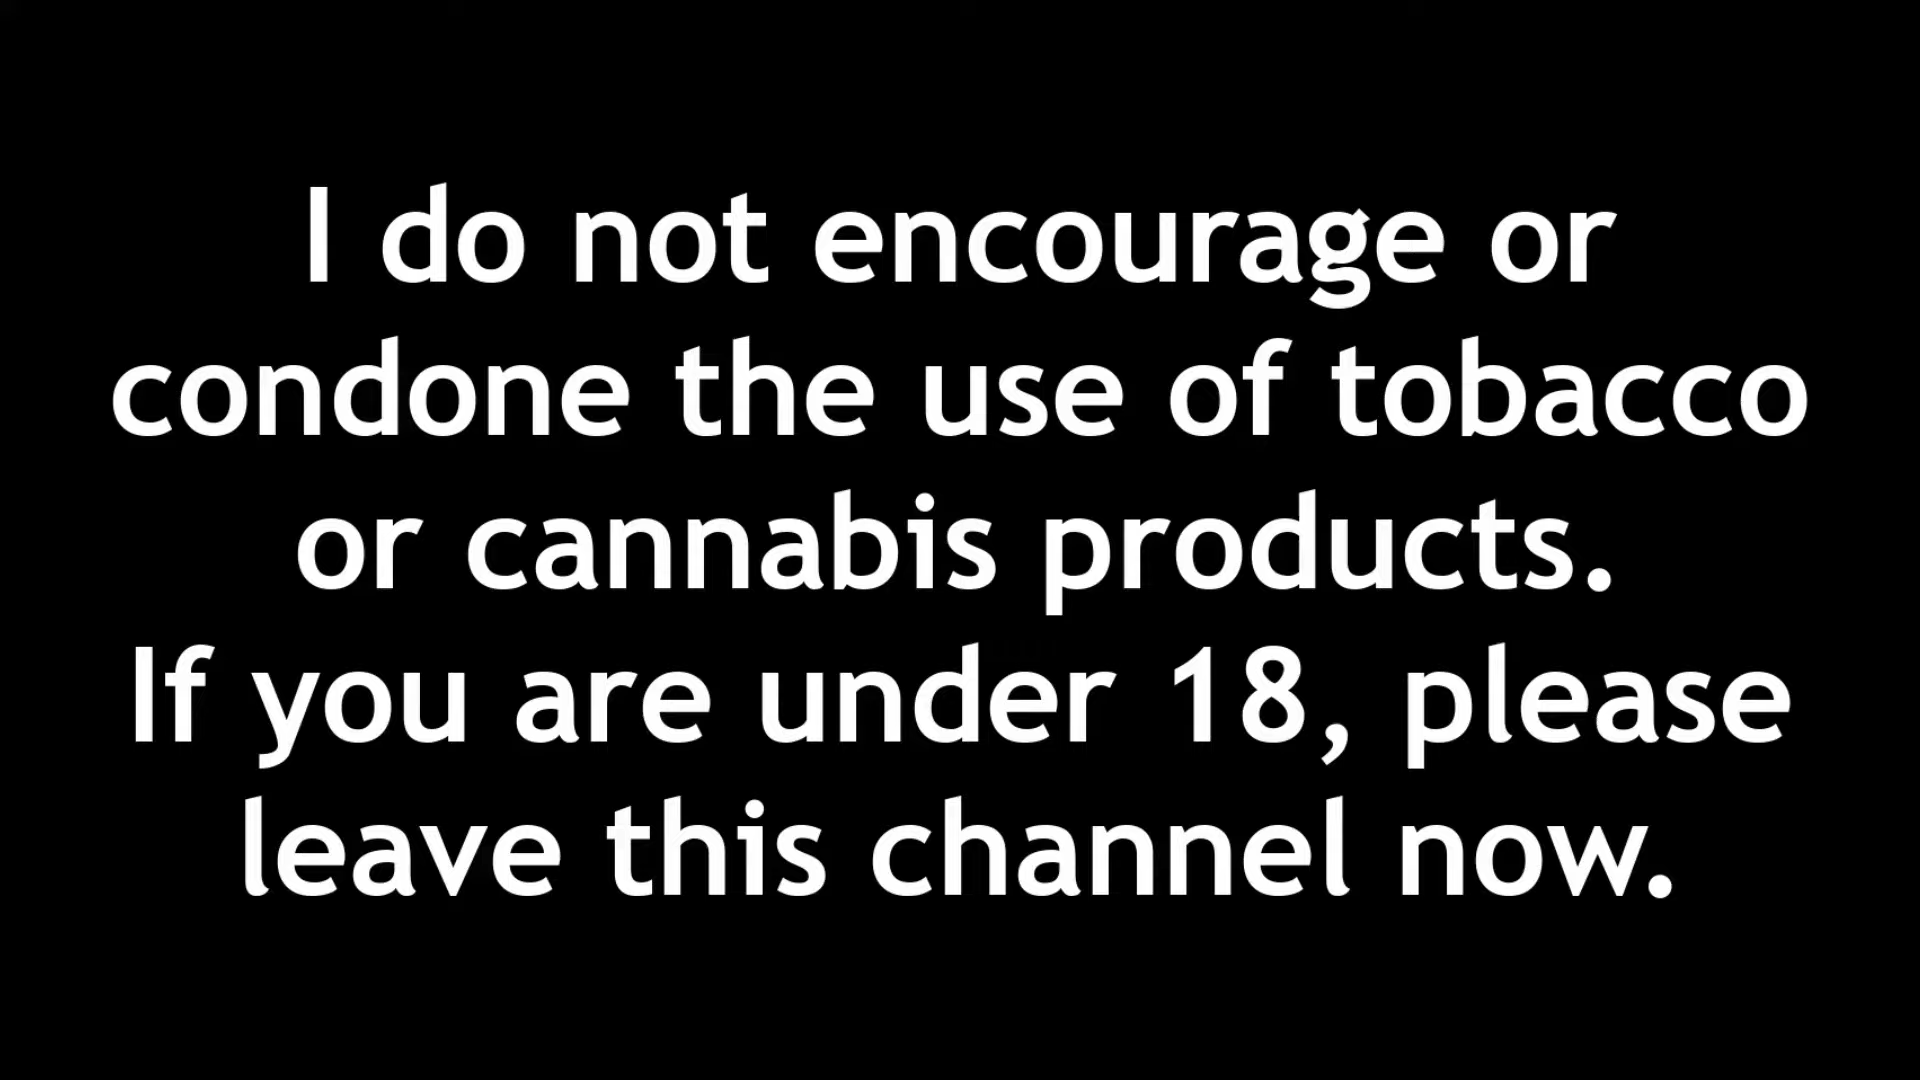 I do not encourage or
condone the use of tobacco
or cannabis products.
If you are under 18, please
leave this channel now.